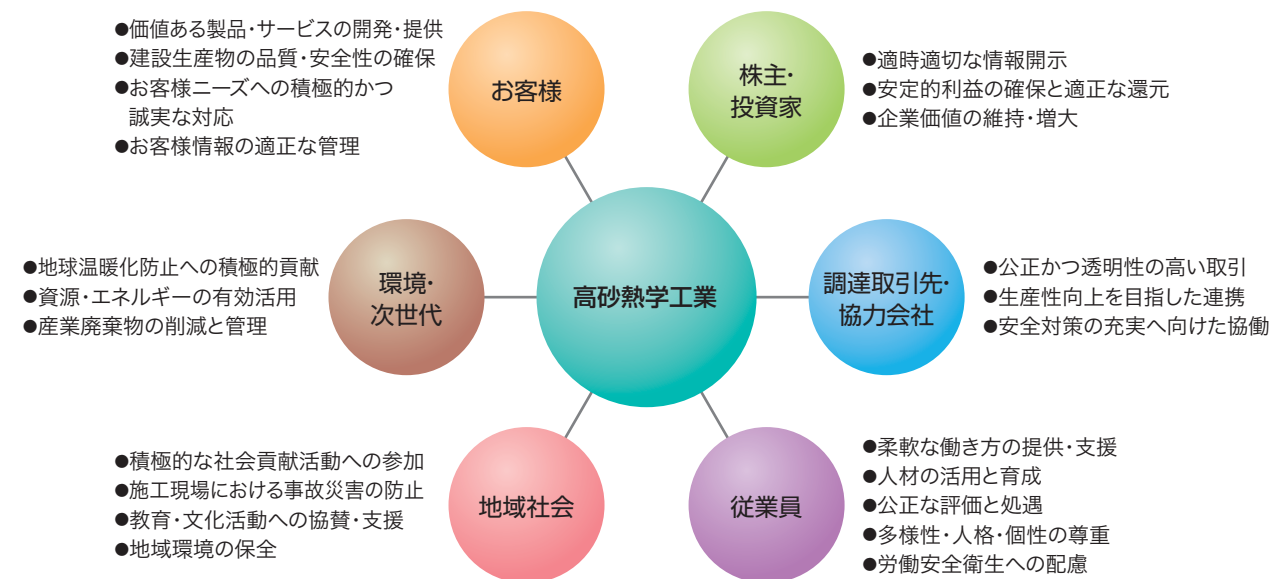 ●価値ある製品・サービスの開発・提供
●建設生産物の品質・安全性の確保
●お客様ニーズへの積極的かつ
誠実な対応
●お客様情報の適正な管理
お客様
株主・
投資家
●適時適切な情報開示
●安定的利益の確保と適正な還元
●企業価値の維持・増大
●地球温暖化防止への積極的貢献
●資源・エネルギーの有効活用
●産業廃棄物の削減と管理
環境・
次世代
高砂熱学工業
調達取引先・
協力会社
●公正かつ透明性の高い取引
●生産性向上を目指した連携
●安全対策の充実へ向けた協働
●積極的な社会貢献活動への参加
●施工現場における事故災害の防止
●教育・文化活動への協賛・支援
●地域環境の保全
地域社会
従業員
●柔軟な働き方の提供・支援
●人材の活用と育成
●公正な評価と処遇
●多様性・人格・個性の尊重
●労働安全衛生への配慮